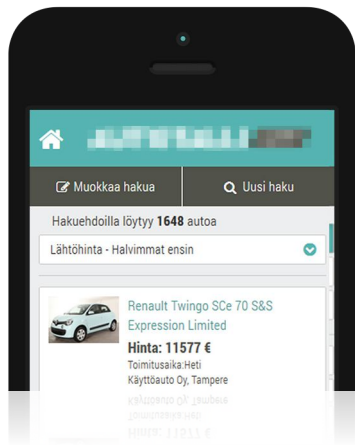 Muokkaa hakua
Uusi haku
Hakuehdoilla löytyy 1648 autoa
Lähtöhinta - Halvimmat ensin
Renault Twingo SCe 70 S&S
Expression Limited
Hinta: 11577 €
Toimitusaika:Heti
Käyttöauto Oy, Tampere